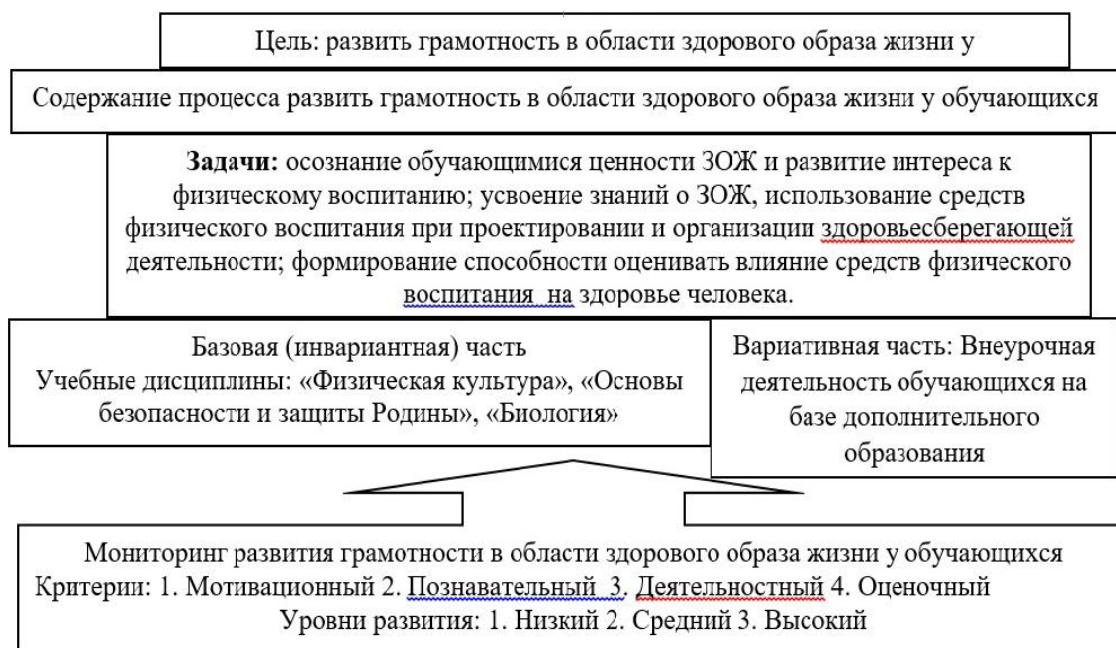 Цель: развить грамотность в области здорового образа жизни у
Содержание процесса развить грамотность в области здорового образа жизни у обучающихся
Задачи: осознание обучающимися ценности ЗОЖ и развитие интереса к
физическому воспитанию; усвоение знаний о ЗОЖ, использование средств
физического воспитания при проектировании и организации здоровьесберегающей
деятельности; формирование способности оценивать влияние средств физического
воспитания на здоровье человека.
Базовая (инвариантная) часть
Учебные дисциплины: «Физическая культура», «Основы
безопасности и защиты Родины», «Биология»
Вариативная часть: Внеурочная
деятельность обучающихся на
базе дополнительного
образования
Мониторинг развития грамотности в области здорового образа жизни у обучающихся
Критерии: 1. Мотивационный 2. Познавательный 3. Деятельностный 4. Оценочный
Уровни развития: 1. Низкий 2. Средний 3. Высокий